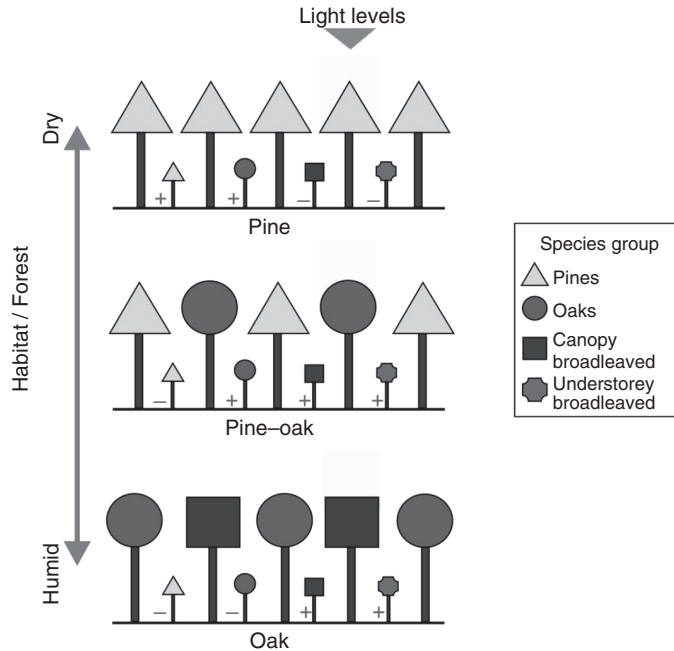 Light levels
Dry
Habitat / Forest
Humid
+ + – –
Pine
– + + +
Pine–oak
– – + +
Oak
Species group
Pines
Oaks
Canopy
broadleaved
Understorey
broadleaved